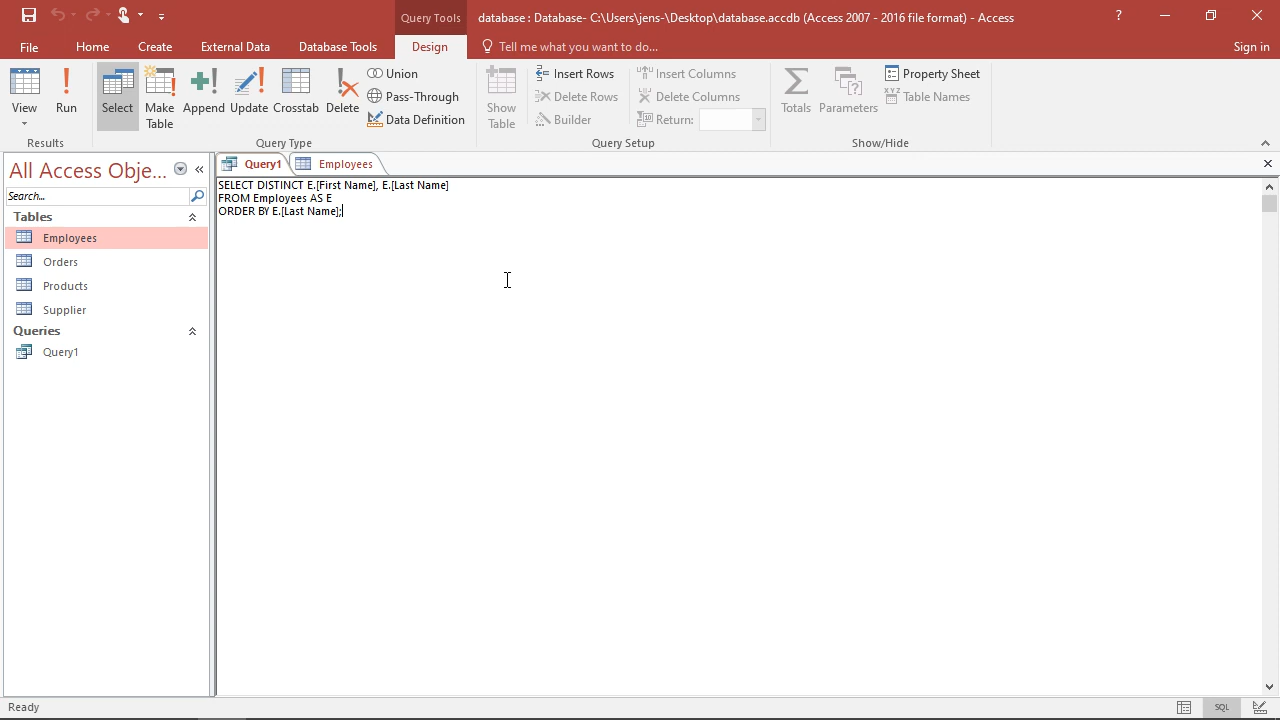 Query Tools
database : Database- C:\Users\jens-\Desktop\database.accdb (Access 2007 - 2016 file format) - Access
?
File
Home
Create
External Data
Database Tools
Design
Tell me what you want to do...
Sign in
View
Run
Select
Make Table
Append
Update
Crosstab
Delete
Union
Pass-Through
Data Definition
Show Table
Insert Rows
Delete Rows
Builder
Insert Columns
Delete Columns
Return:
Totals
Parameters
Property Sheet
Table Names
Results
Query Type
Query Setup
Show/Hide
All Access Obje...
Search...
Tables
Employees
Orders
Products
Supplier
Queries
Query1
Query1
Employees
SELECT DISTINCT E.[First Name], E.[Last Name]
FROM Employees AS E
ORDER BY E.[Last Name];
Ready
SQL